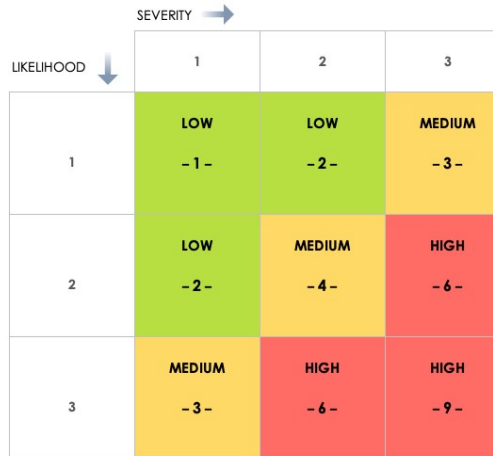 SEVERITY
LIKELIHOOD
1 2 3
1
LOW LOW MEDIUM
– 1 – – 2 – – 3 –
2
LOW MEDIUM HIGH
– 2 – – 4 – – 6 –
3
MEDIUM HIGH HIGH
– 3 – – 6 – – 9 –